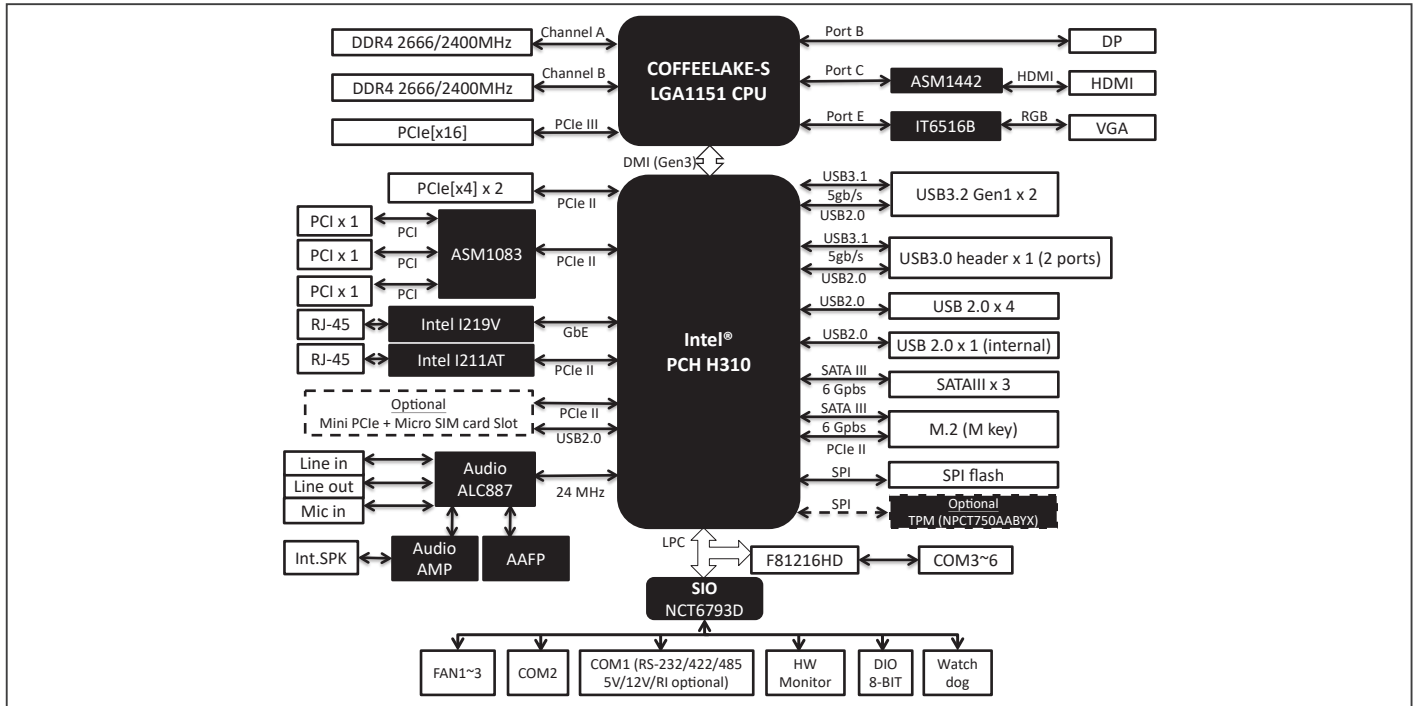 DDR4 2666/2400MHz
Channel A
DDR4 2666/2400MHz
Channel B
PCIe[x16]
PCIe III
COFFEELAKE-S
LGA1151 CPU
Port B
DP
Port C
ASM1442
HDMI
HDMI
Port E
IT6516B
RGB
VGA
DMI (Gen3)
PCIe[x4] x 2
PCIe II
PCI x 1
PCI
PCI x 1
PCI
PCI x 1
PCI
ASM1083
PCIe II
RJ-45
Intel I219V
GbE
RJ-45
Intel I211AT
PCIe II
Optional
Mini PCIe + Micro SIM card Slot
PCIe II
USB2.0
Line in
Line out
Mic in
Audio
ALC887
24 MHz
Int.SPK
Audio
AMP
AAFP
Intel®
PCH H310
USB3.1
5gb/s
USB2.0
USB3.2 Gen1 x 2
USB3.1
5gb/s
USB2.0
USB3.0 header x 1 (2 ports)
USB2.0
USB 2.0 x 4
USB2.0
USB 2.0 x 1 (internal)
SATA III
6 Gpbs
SATAIII x 3
SATA III
6 Gpbs
PCIe II
M.2 (M key)
SPI
SPI flash
SPI
Optional
TPM (NPCT750AABYX)
LPC
F81216HD
COM3~6
SIO
NCT6793D
FAN1~3
COM2
COM1 (RS-232/422/485
5V/12V/RI optional)
HW
Monitor
DIO
8-BIT
Watch
dog